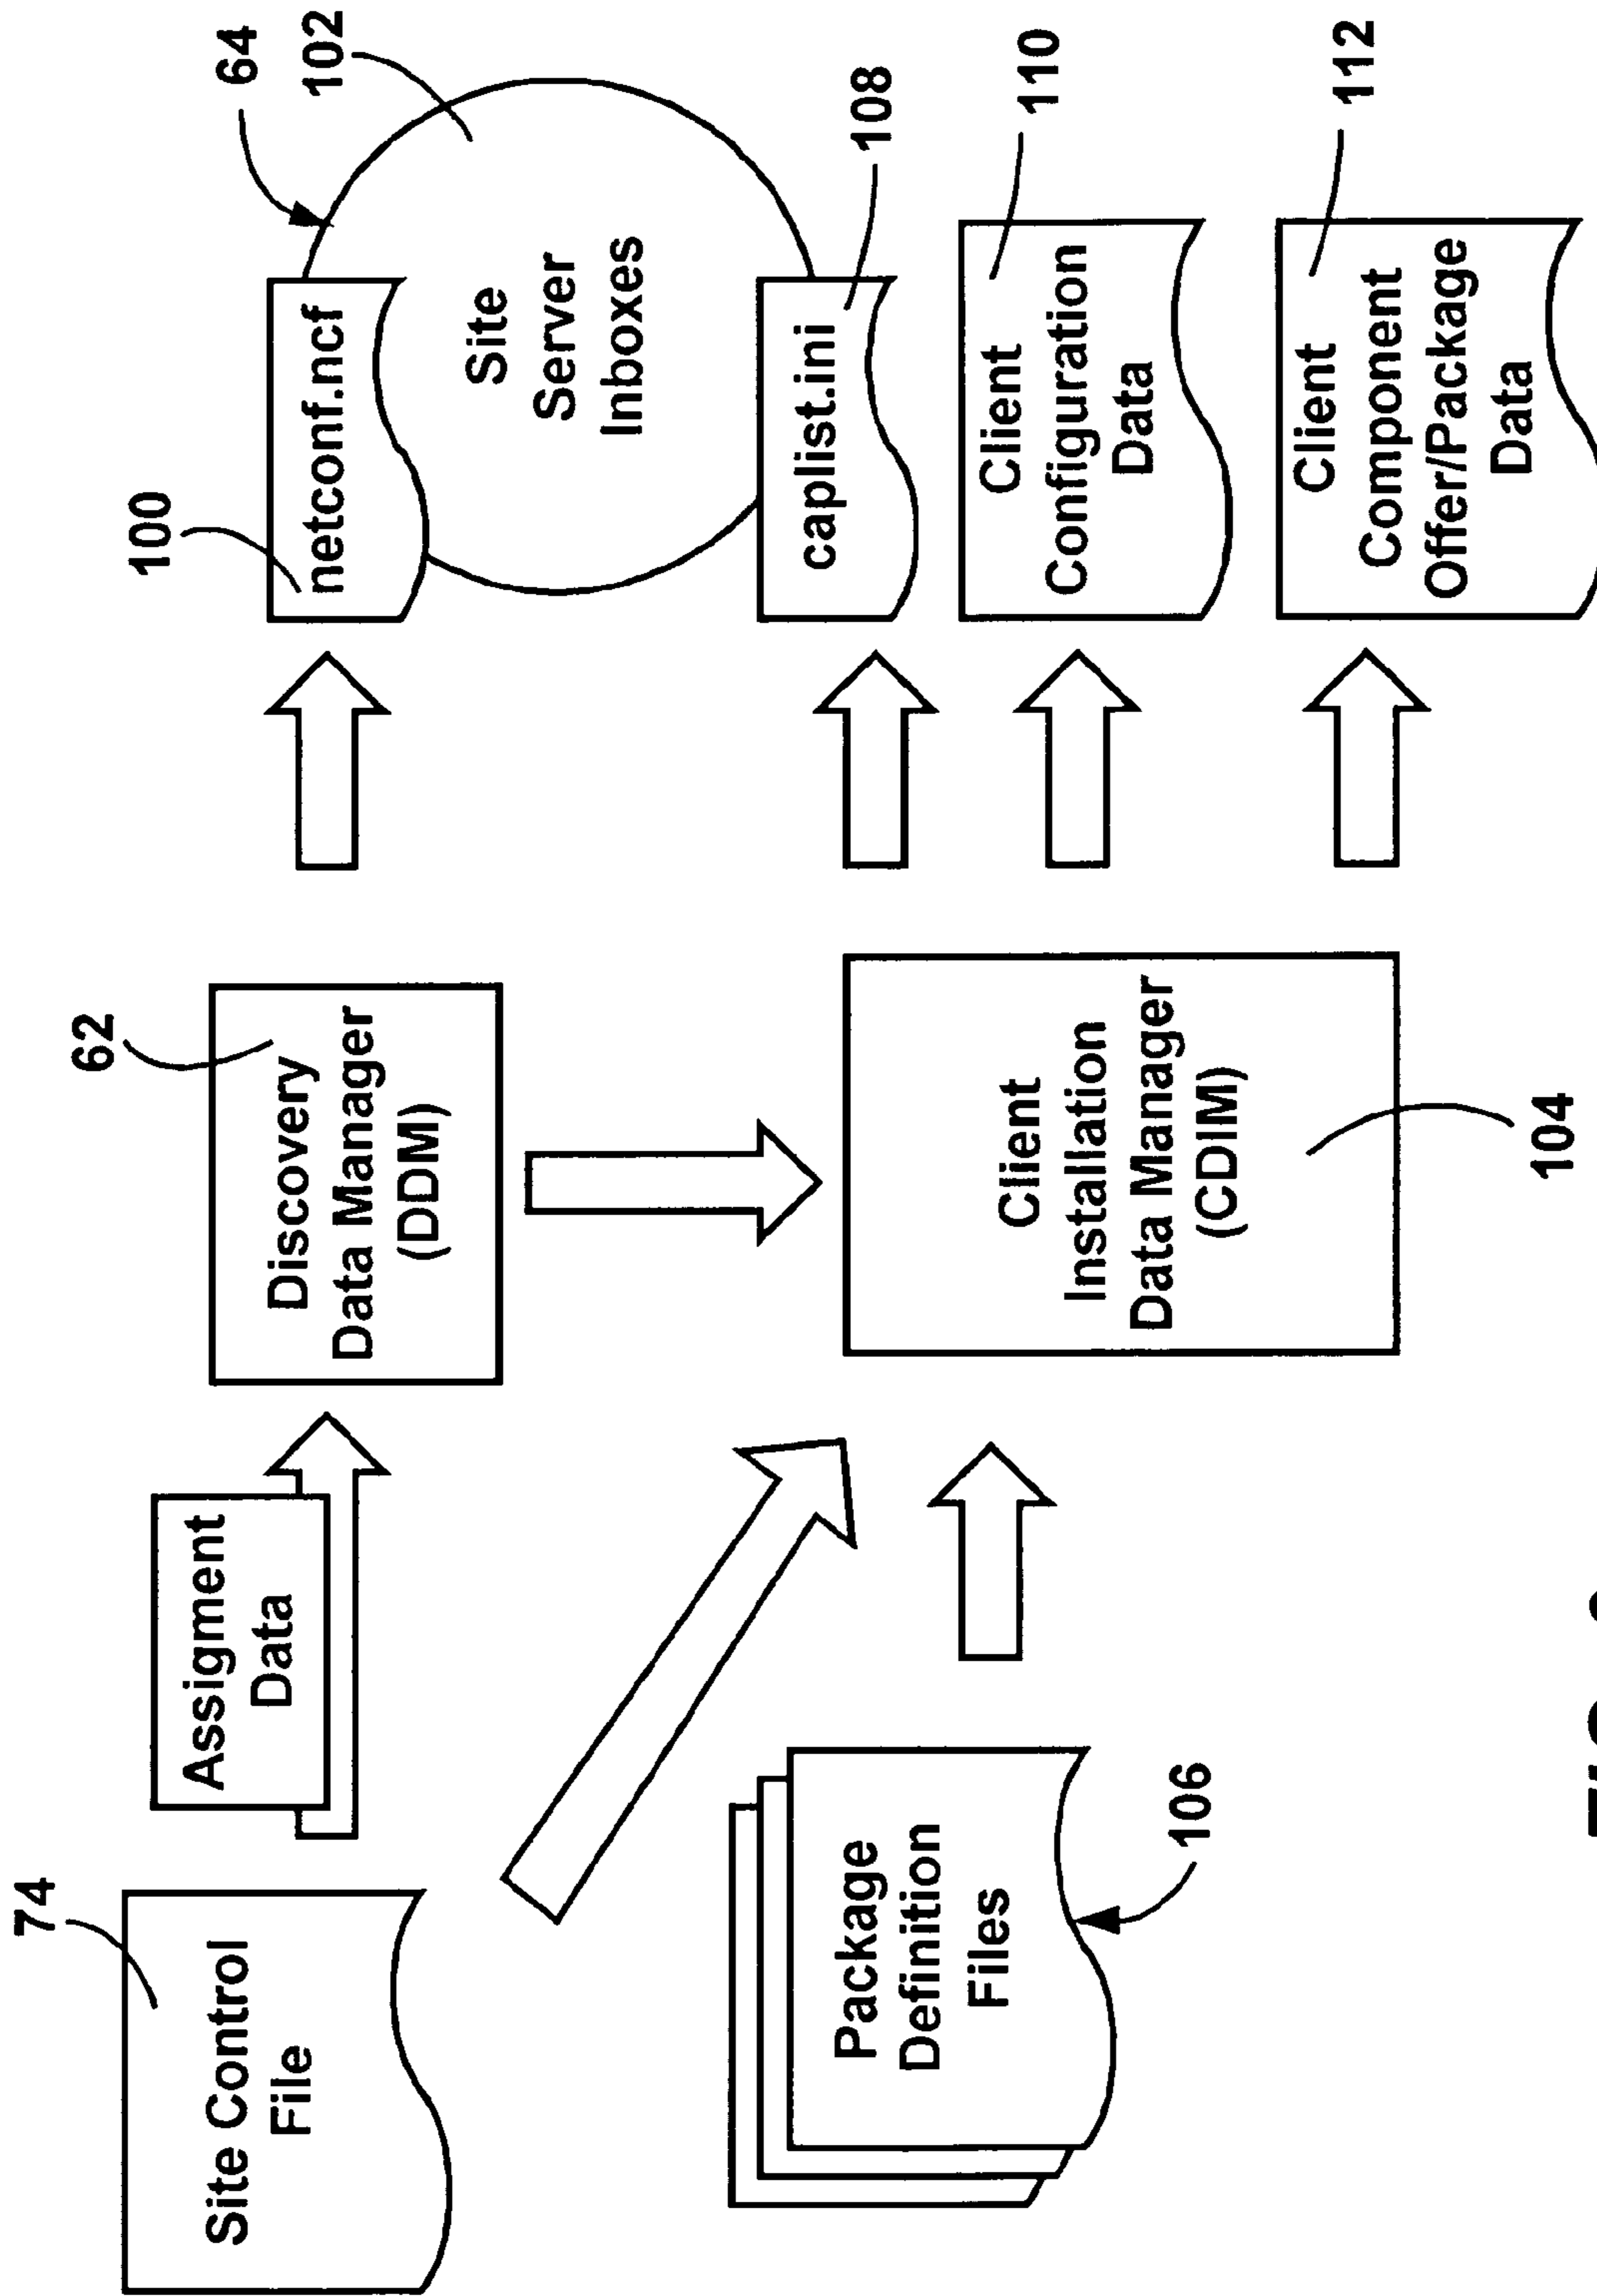 74
Site Control
File
Assigment
Data
62
Discovery
Data Manager
(DDM)
100
netconf.ncf
64
102
Site
Server
Inboxes
caplist.ini
108
Package
Definition
Files
106
Client
Installation
Data Manager
(CDIM)
104
Client
Configuration
Data
110
Client
Component
Offer/Package
Data
112